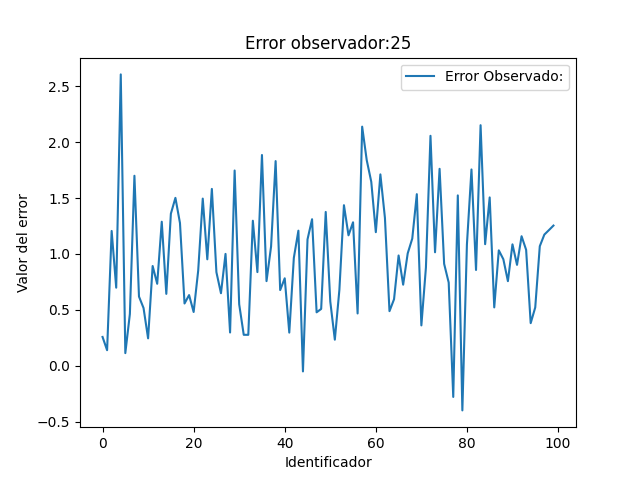 Error observador:25
Error Observado:
Valor del error
2.5
2.0
1.5
1.0
0.5
0.0
−0.5
0 20 40 60 80 100
Identificador